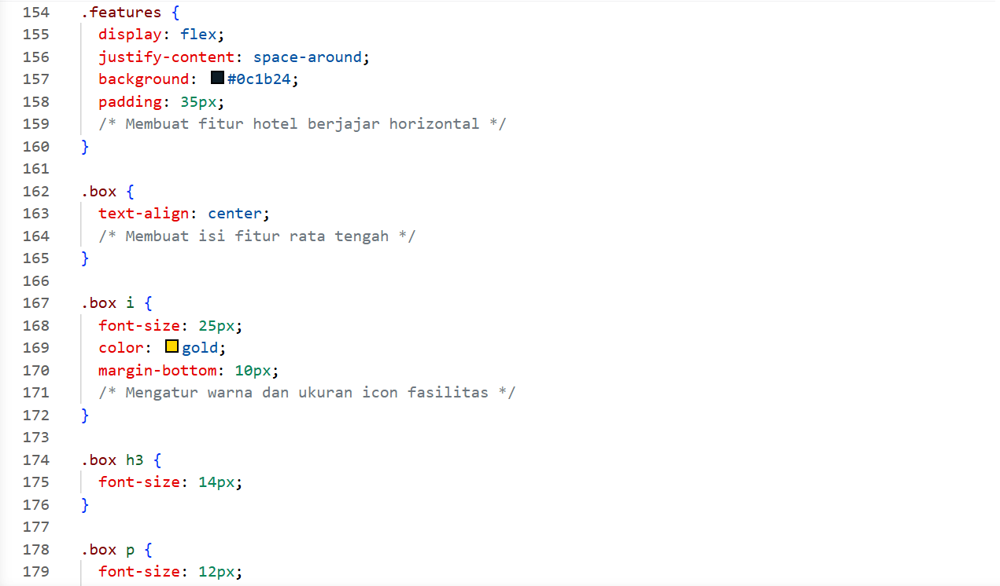 154 .features {
155 display: flex;
156 justify-content: space-around;
157 background: #0c1b24;
158 padding: 35px;
159 /* Membuat fitur hotel berjajar horizontal */
160 }
161
162 .box {
163 text-align: center;
164 /* Membuat isi fitur rata tengah */
165 }
166
167 .box i {
168 font-size: 25px;
169 color: gold;
170 margin-bottom: 10px;
171 /* Mengatur warna dan ukuran icon fasilitas */
172 }
173
174 .box h3 {
175 font-size: 14px;
176 }
177
178 .box p {
179 font-size: 12px;